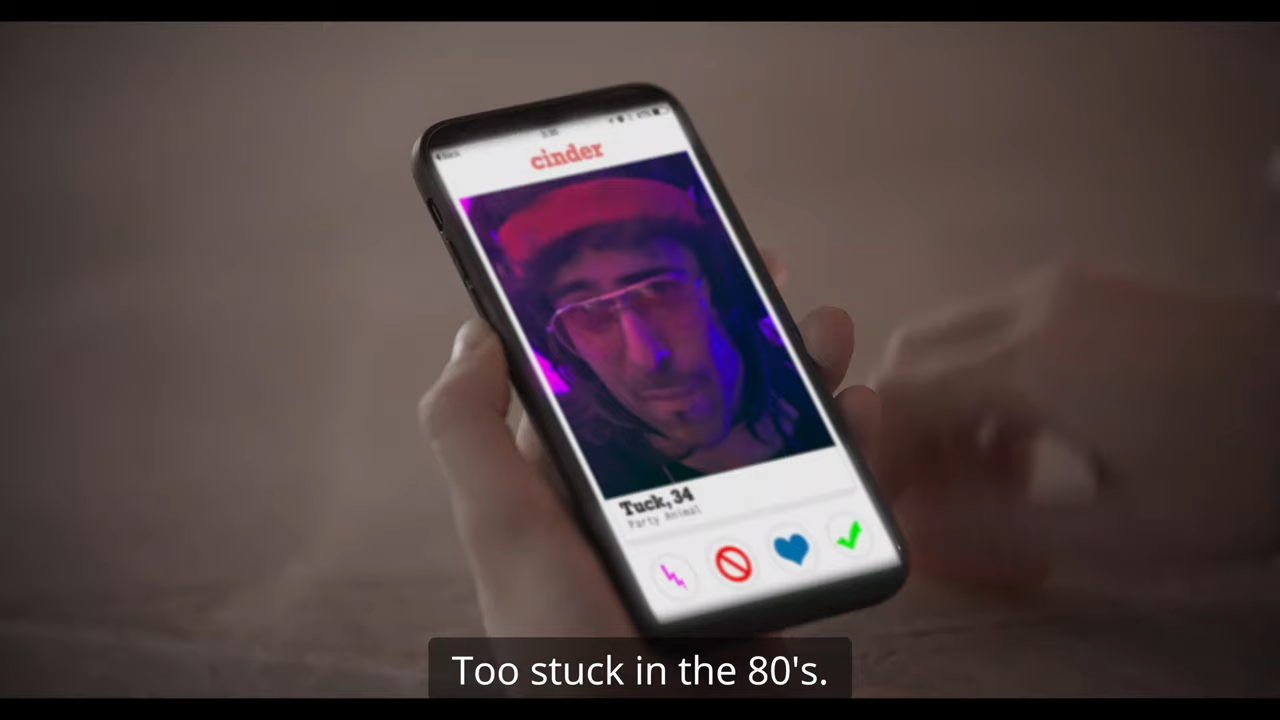 cinder
Tuck, 34
Party Animal
Too stuck in the 80's.